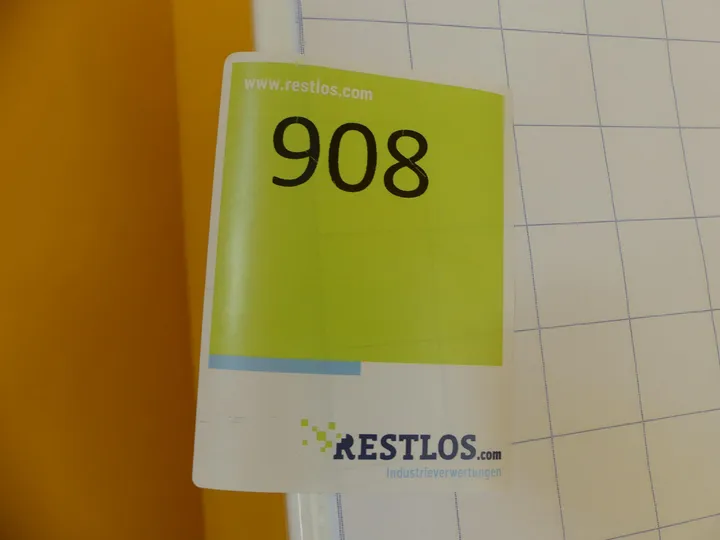 www.restlos.com
908
RESTLOS.com
Industrieverwertungen